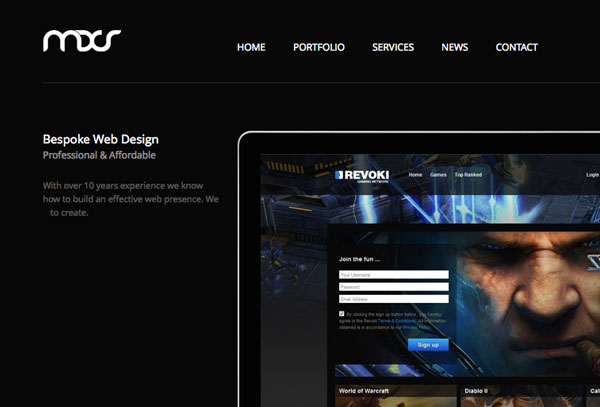 mxs
HOME PORTFOLIO SERVICES NEWS CONTACT
Bespoke Web Design
Professional & Affordable
With over 10 years experience we know
how to build an effective web presence. We
to create.
REVOKI
GAMING NETWORK
Home Games Top Ranked Login
Join the fun ...
Your Username
Password
Email Address
By clicking the sign up button below, you hereby
agree to the Revoki Terms & Conditions. All information
obtained is in accordance to our Privacy Policy.
Sign up
World of Warcraft Diablo II